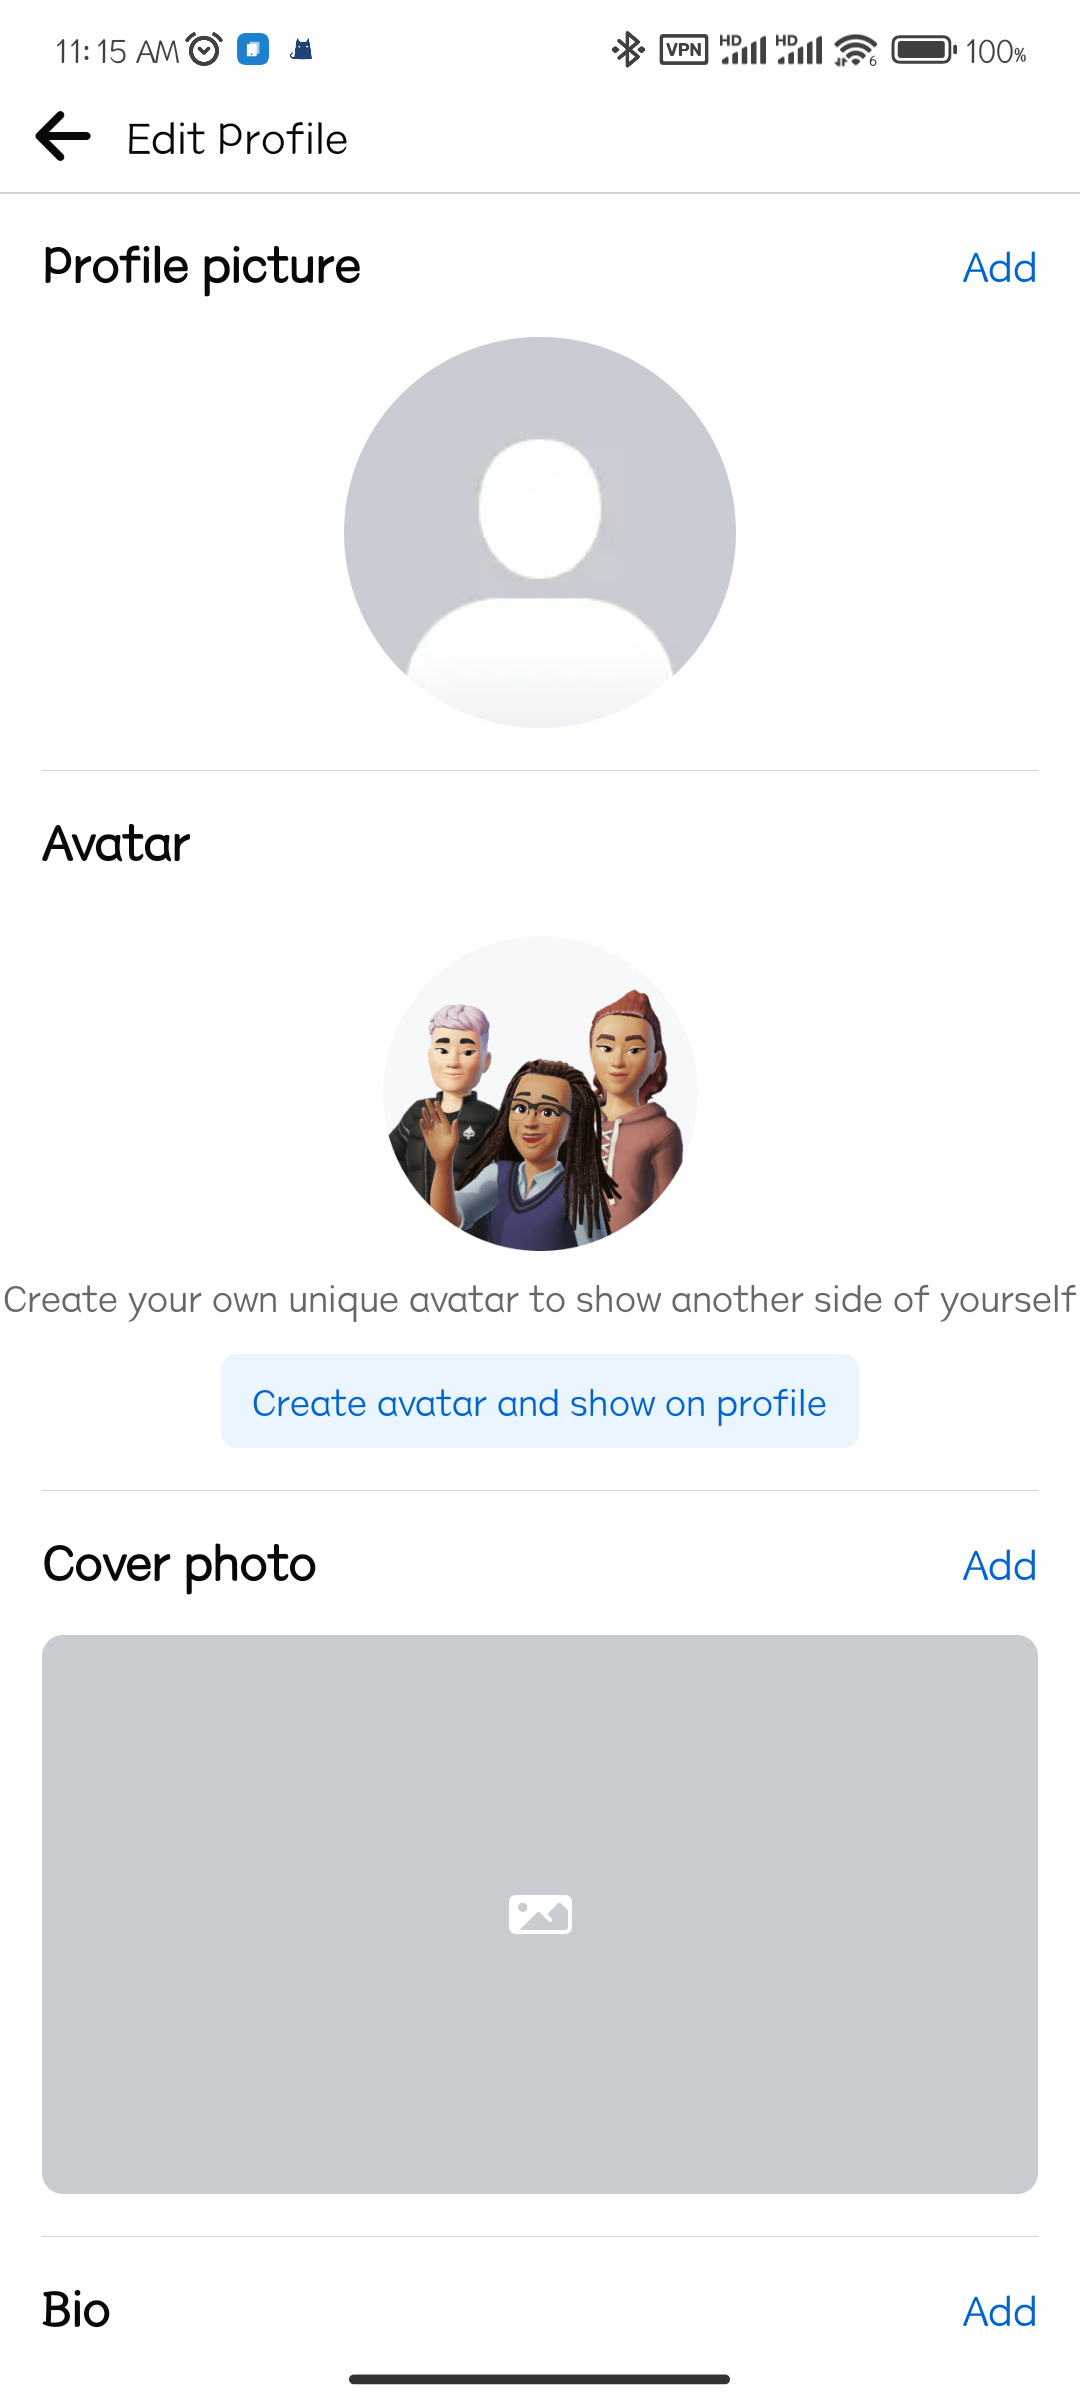 11:15 AM
VPN HD HD 6 100%
Edit Profile
Profile picture
Add
Avatar
Create your own unique avatar to show another side of yourself
Create avatar and show on profile
Cover photo
Add
Bio
Add